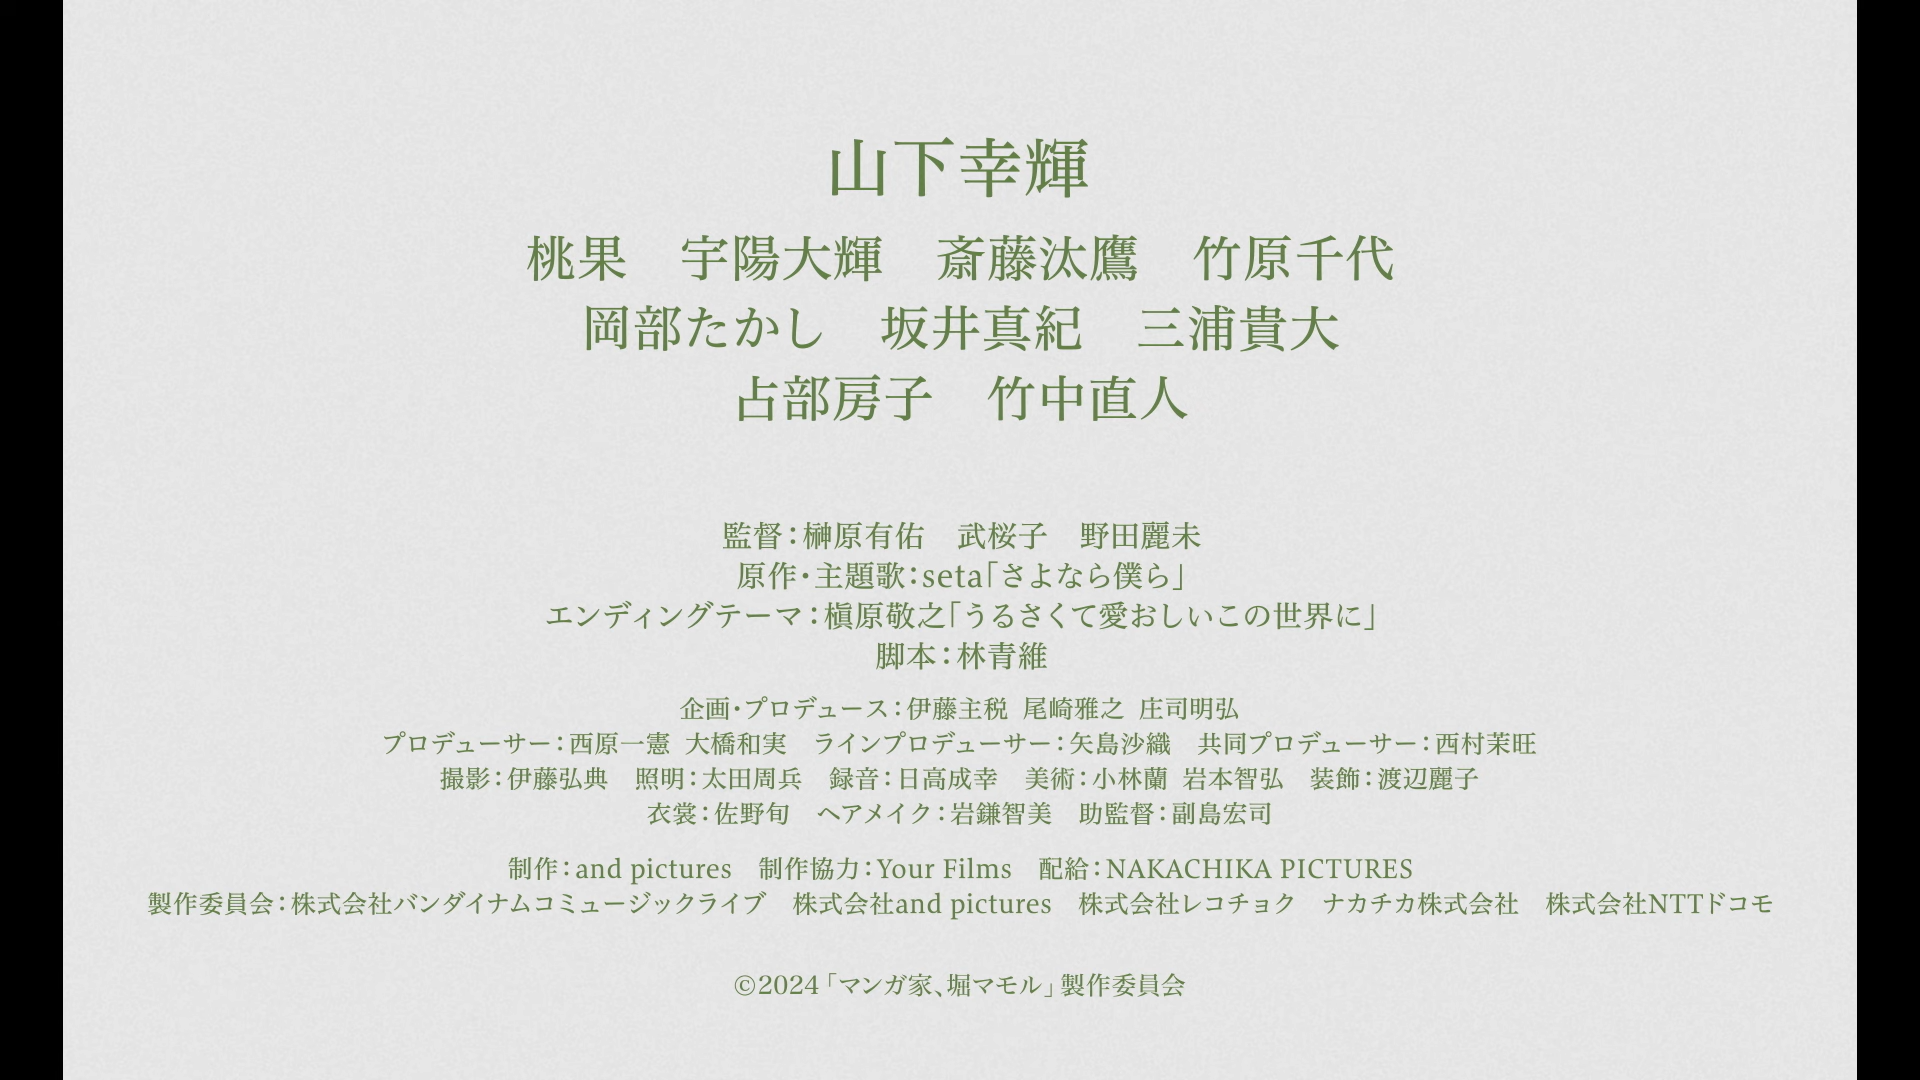 山下幸輝
桃果　宇陽大輝　斎藤汰鷹　竹原千代
岡部たかし　坂井真紀　三浦貴大
占部房子　竹中直人
監督：榊原有佑　武桜子　野田麗未
原作・主題歌：seta「さよなら僕ら」
エンディングテーマ：槇原敬之「うるさくて愛おしいこの世界に」
脚本：林青維
企画・プロデュース：伊藤主税 尾崎雅之 庄司明弘
プロデューサー：西原一憲 大橋和実　ラインプロデューサー：矢島沙織　共同プロデューサー：西村茉旺
撮影：伊藤弘典　照明：太田周兵　録音：日高成幸　美術：小林蘭 岩本智弘　装飾：渡辺麗子
衣裳：佐野旬　ヘアメイク：岩鎌智美　助監督：副島宏司
制作：and pictures　制作協力：Your Films　配給：NAKACHIKA PICTURES
製作委員会：株式会社バンダイナムコミュージックライブ　株式会社and pictures　株式会社レコチョク　ナカチカ株式会社　株式会社NTTドコモ
©2024「マンガ家、堀マモル」製作委員会